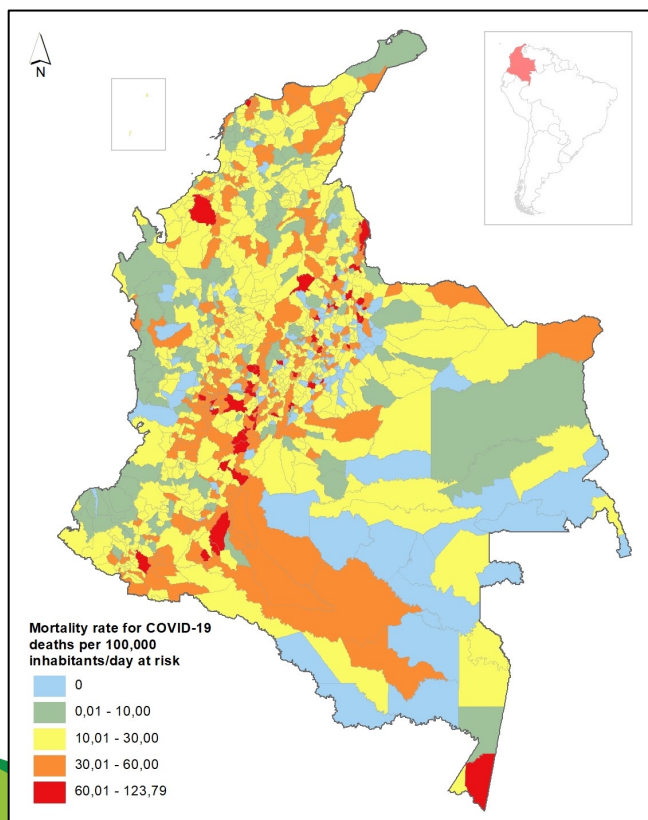 N
Mortality rate for COVID-19
deaths per 100,000
inhabitants/day at risk
0
0,01 - 10,00
10,01 - 30,00
30,01 - 60,00
60,01 - 123,79